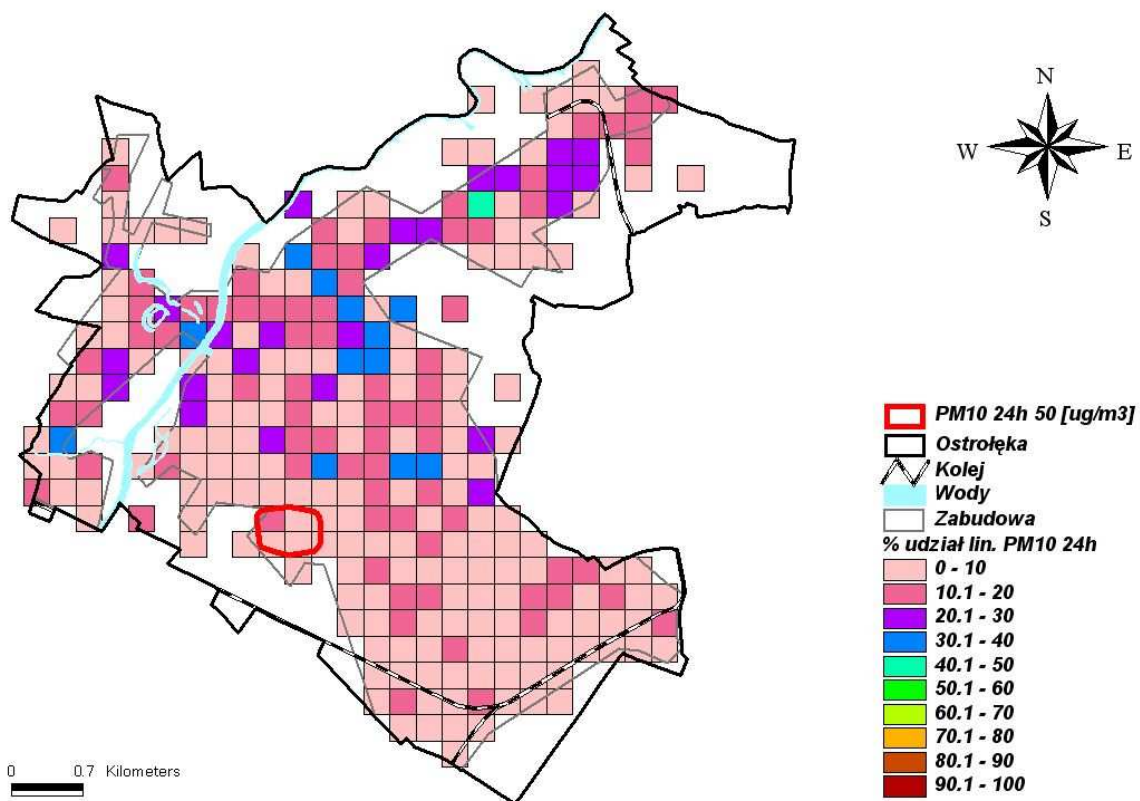 N
W E
S
PM10 24h 50 [ug/m3]
Ostrołęka
Kolej
Wody
Zabudowa
% udział lin. PM10 24h
0 - 10
10.1 - 20
20.1 - 30
30.1 - 40
40.1 - 50
50.1 - 60
60.1 - 70
70.1 - 80
80.1 - 90
90.1 - 100
0 0.7 Kilometers